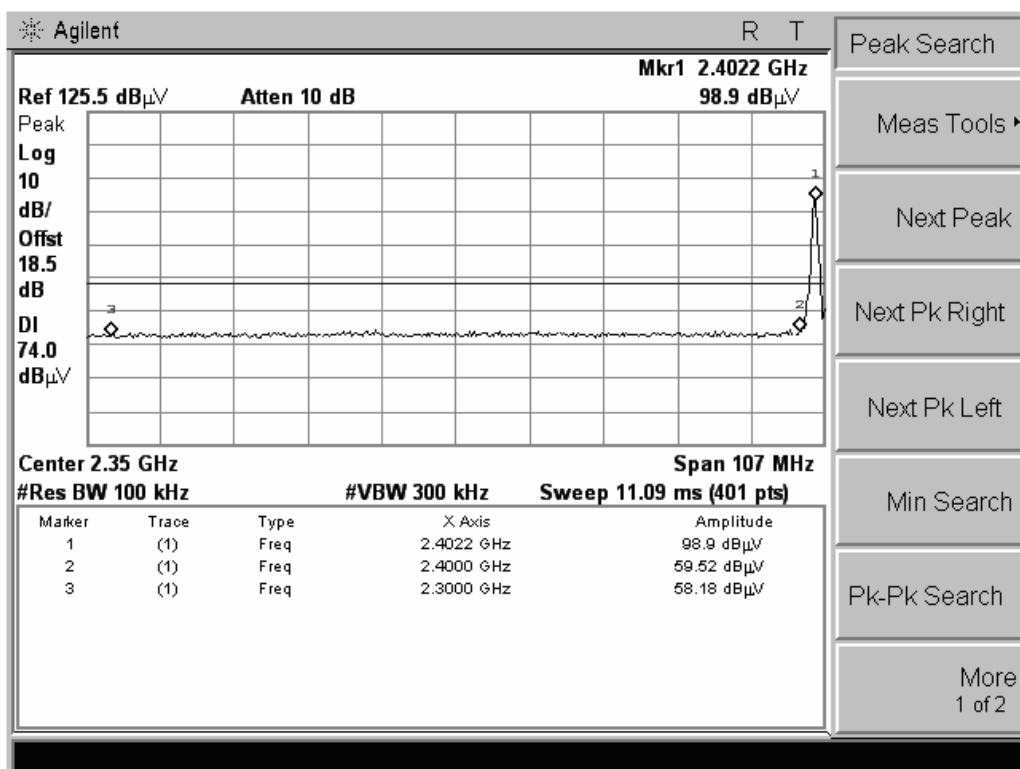 Agilent R T
Peak Search
Mkr1 2.4022 GHz
Ref 125.5 dBµV Atten 10 dB 98.9 dBµV
Peak
Log
10
dB/
Offst
18.5
dB
DI
74.0
dBµV
1
2
3
Center 2.35 GHz Span 107 MHz
#Res BW 100 kHz #VBW 300 kHz Sweep 11.09 ms (401 pts)
Marker Trace Type X Axis Amplitude
1 (1) Freq 2.4022 GHz 98.9 dBµV
2 (1) Freq 2.4000 GHz 59.52 dBµV
3 (1) Freq 2.3000 GHz 58.18 dBµV
Meas Tools
Next Peak
Next Pk Right
Next Pk Left
Min Search
Pk-Pk Search
More
1 of 2